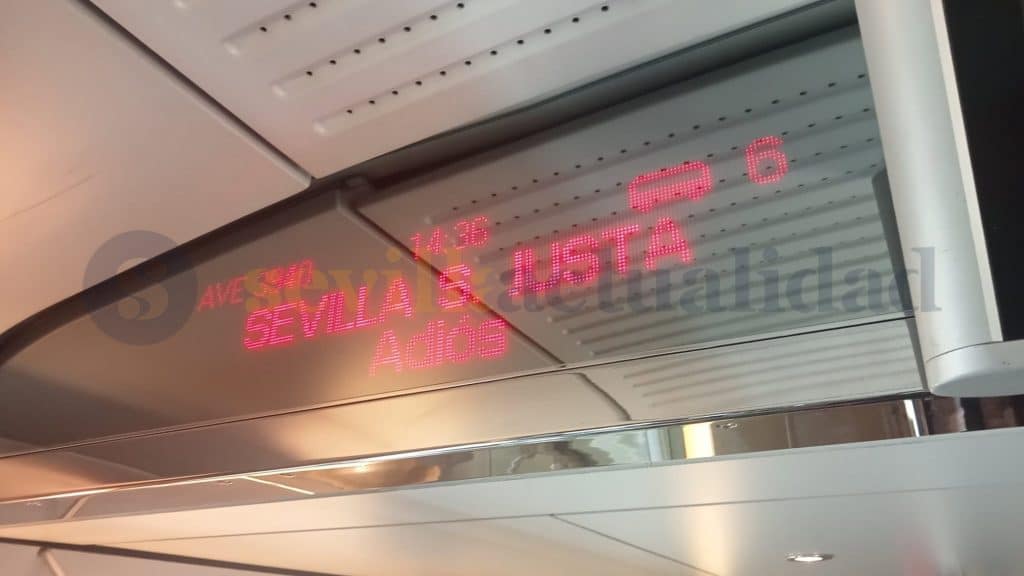 14:36 6
AVE
SEVILLA S. JUSTA
Adiós
sevillaactualidad